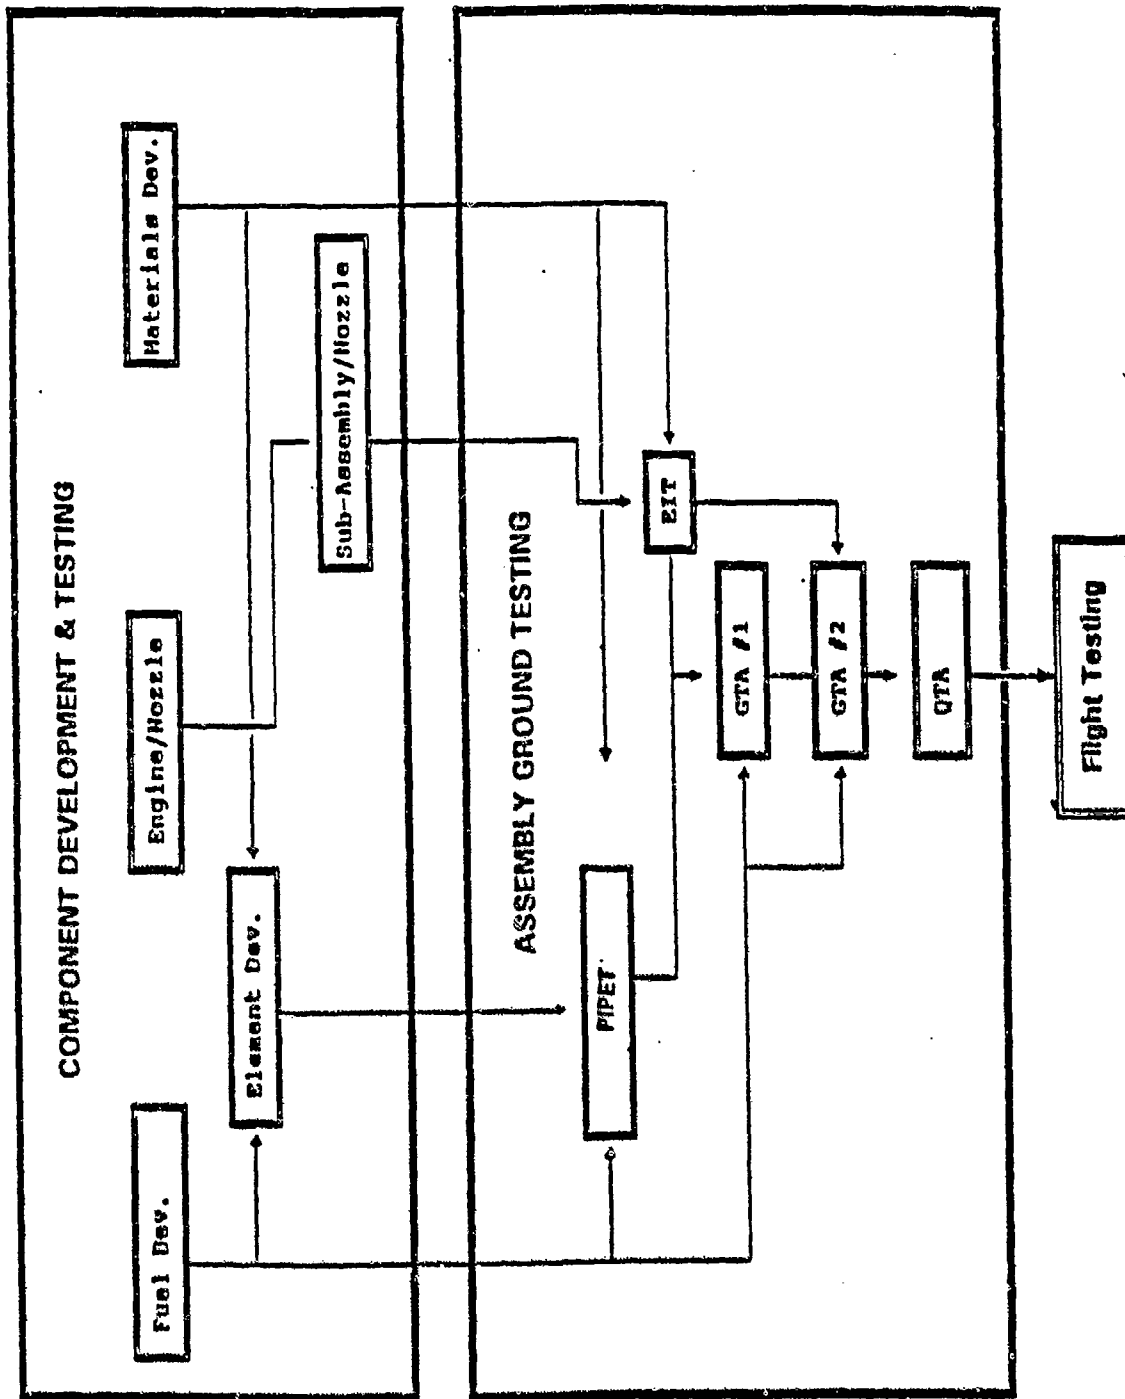 COMPONENT DEVELOPMENT & TESTING
Fuel Dev.
Engine/Nozzle
Materials Dev.
Element Dev.
Sub-Assembly/Nozzle
ASSEMBLY GROUND TESTING
PIPET
EIT
GTA #1
GTA #2
QTA
Flight Testing